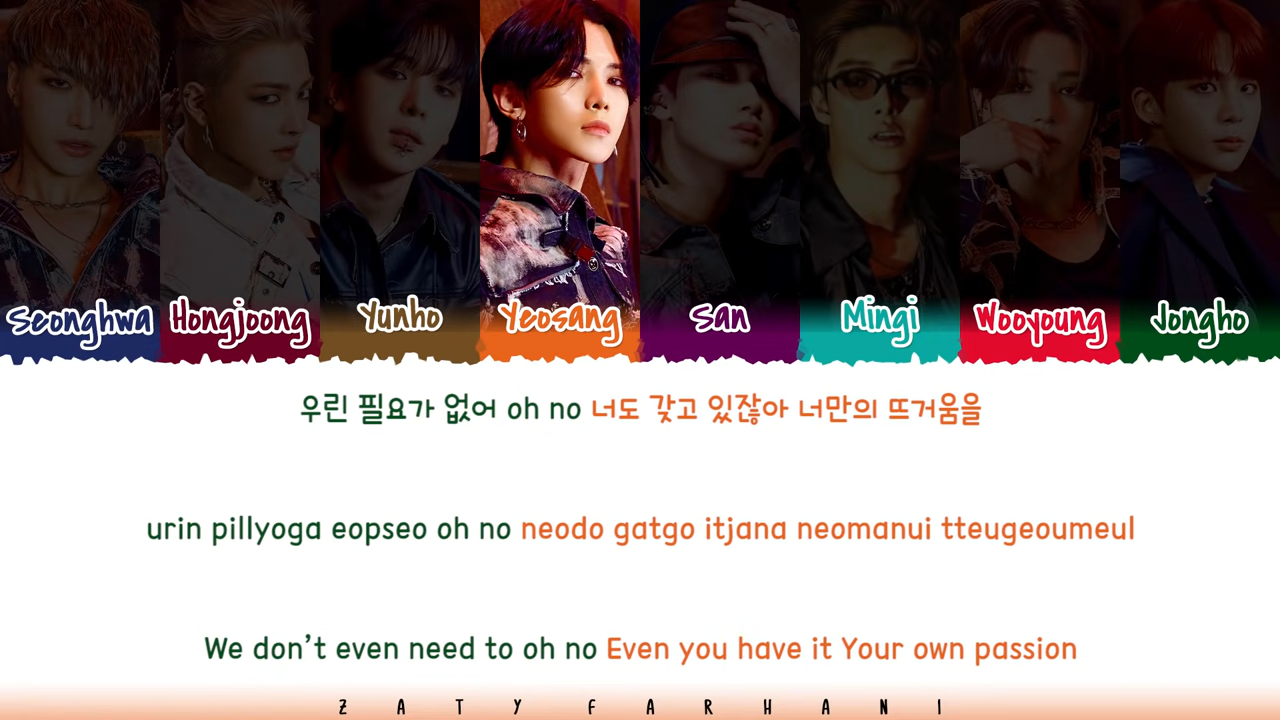 Seonghwa Hongjoong Yunho Yeosang San Mingi Wooyoung Jongho
우린 필요가 없어 oh no 너도 갖고 있잖아 너만의 뜨거움을
urin pillyoga eopseo oh no neodo gatgo itjana neomanui tteugeoumeul
We don’t even need to oh no Even you have it Your own passion
ZATY FARHANI